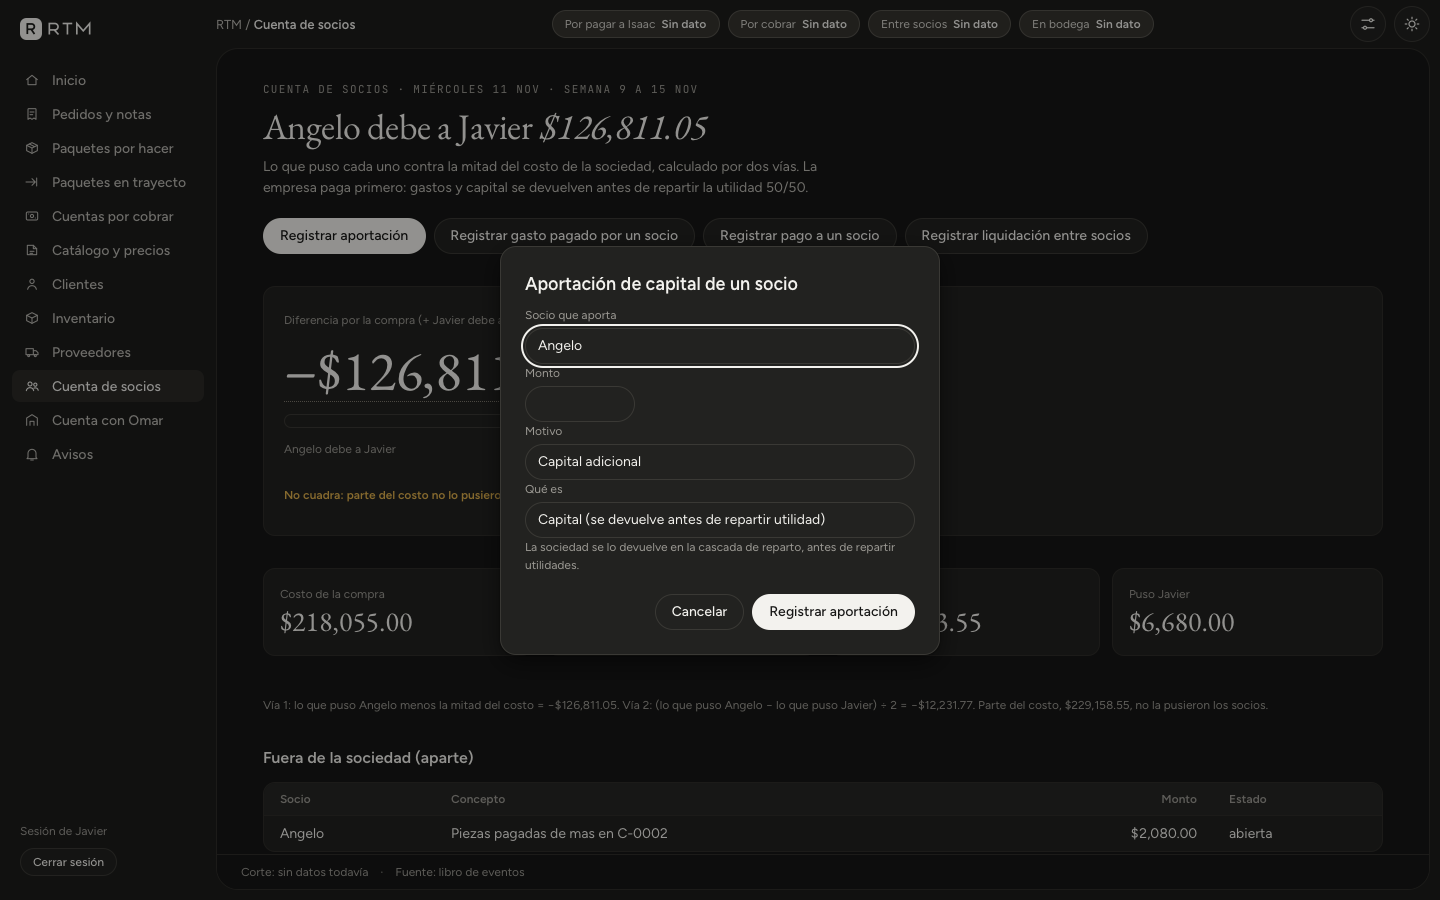 R RTM
RTM / Cuenta de socios
Por pagar a Isaac Sin dato
Por cobrar Sin dato
Entre socios Sin dato
En bodega Sin dato
Inicio
Pedidos y notas
Paquetes por hacer
Paquetes en trayecto
Cuentas por cobrar
Catálogo y precios
Clientes
Inventario
Proveedores
Cuenta de socios
Cuenta con Omar
Avisos
Sesión de Javier
Cerrar sesión
CUENTA DE SOCIOS · MIÉRCOLES 11 NOV · SEMANA 9 A 15 NOV
Angelo debe a Javier $126,811.05
Lo que puso cada uno contra la mitad del costo de la sociedad, calculado por dos vías. La
empresa paga primero: gastos y capital se devuelven antes de repartir la utilidad 50/50.
Registrar aportación
Registrar gasto pagado por un socio
Registrar pago a un socio
Registrar liquidación entre socios
Diferencia por la compra (+ Javier debe
−$126,811
Angelo debe a Javier
No cuadra: parte del costo no lo
Aportación de capital de un socio
Socio que aporta
Angelo
Monto
Motivo
Capital adicional
Qué es
Capital (se devuelve antes de repartir utilidad)
La sociedad se lo devuelve en la cascada de reparto, antes de repartir
utilidades.
Cancelar
Registrar aportación
Costo de la compra
$218,055.00
3.55
Puso Javier
$6,680.00
Vía 1: lo que puso Angelo menos la mitad del costo = −$126,811.05. Vía 2: (lo que puso Angelo − lo que puso Javier) ÷ 2 = −$12,231.77. Parte del costo, $229,158.55, no la pusieron los socios.
Fuera de la sociedad (aparte)
Socio Concepto Monto Estado
Angelo Piezas pagadas de mas en C-0002 $2,080.00 abierta
Corte: sin datos todavía · Fuente: libro de eventos